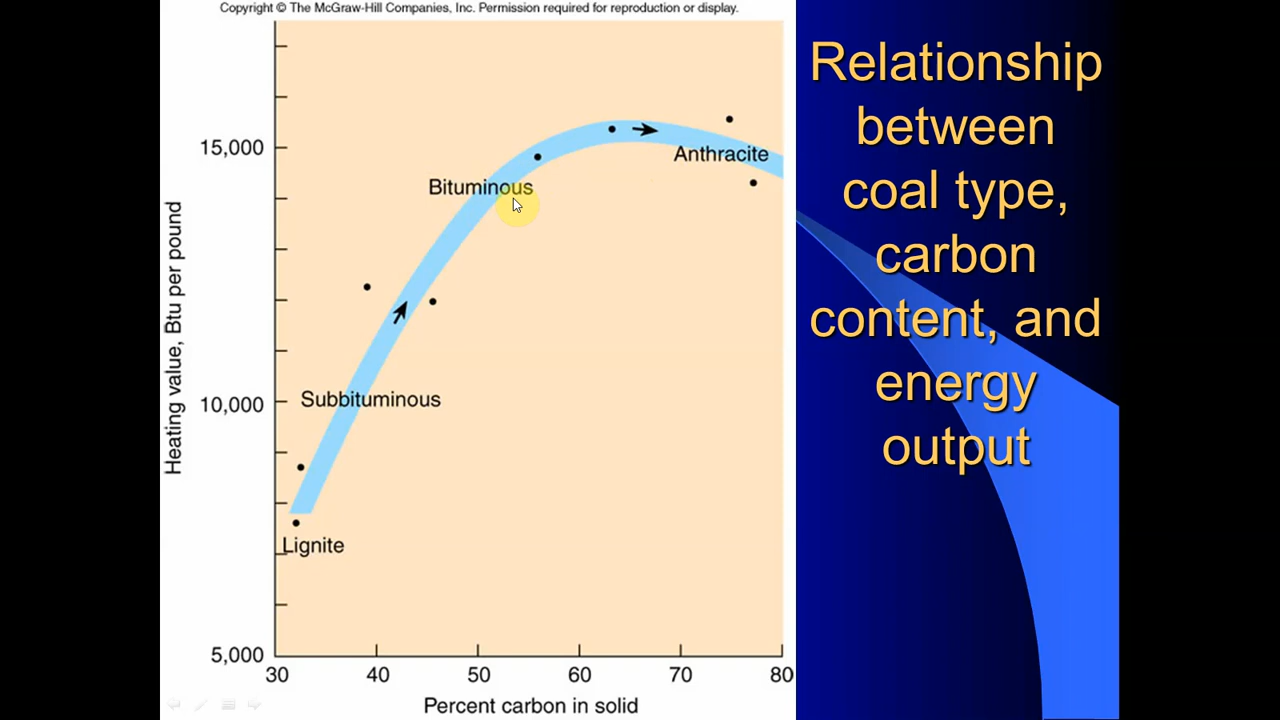 Copyright © The McGraw-Hill Companies, Inc. Permission required for reproduction or display.
Relationship
between
coal type,
carbon
content, and
energy
output
Heating value, Btu per pound
15,000
10,000
5,000
Anthracite
Bituminous
Subbituminous
Lignite
30 40 50 60 70 80
Percent carbon in solid